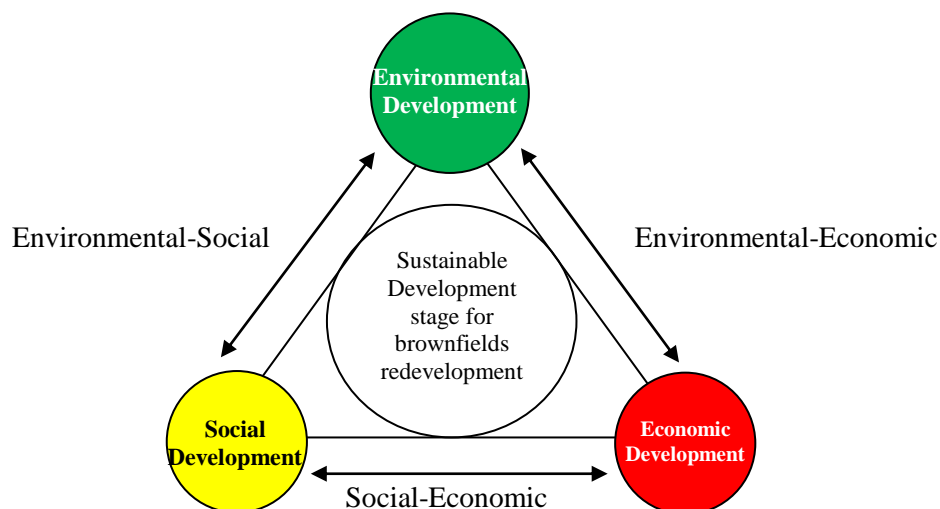 Environmental
Development
Environmental-Social
Environmental-Economic
Sustainable
Development
stage for
brownfields
redevelopment
Social
Development
Economic
Development
Social-Economic